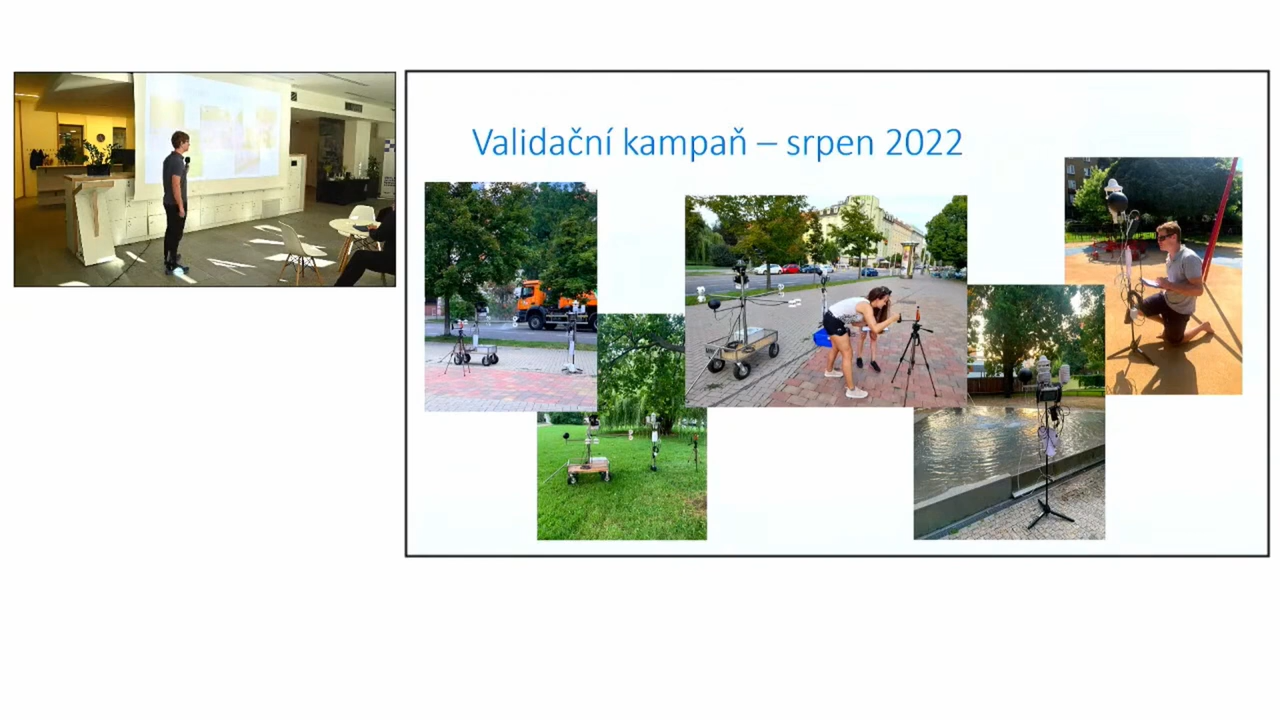 Validační kampaň – srpen 2022